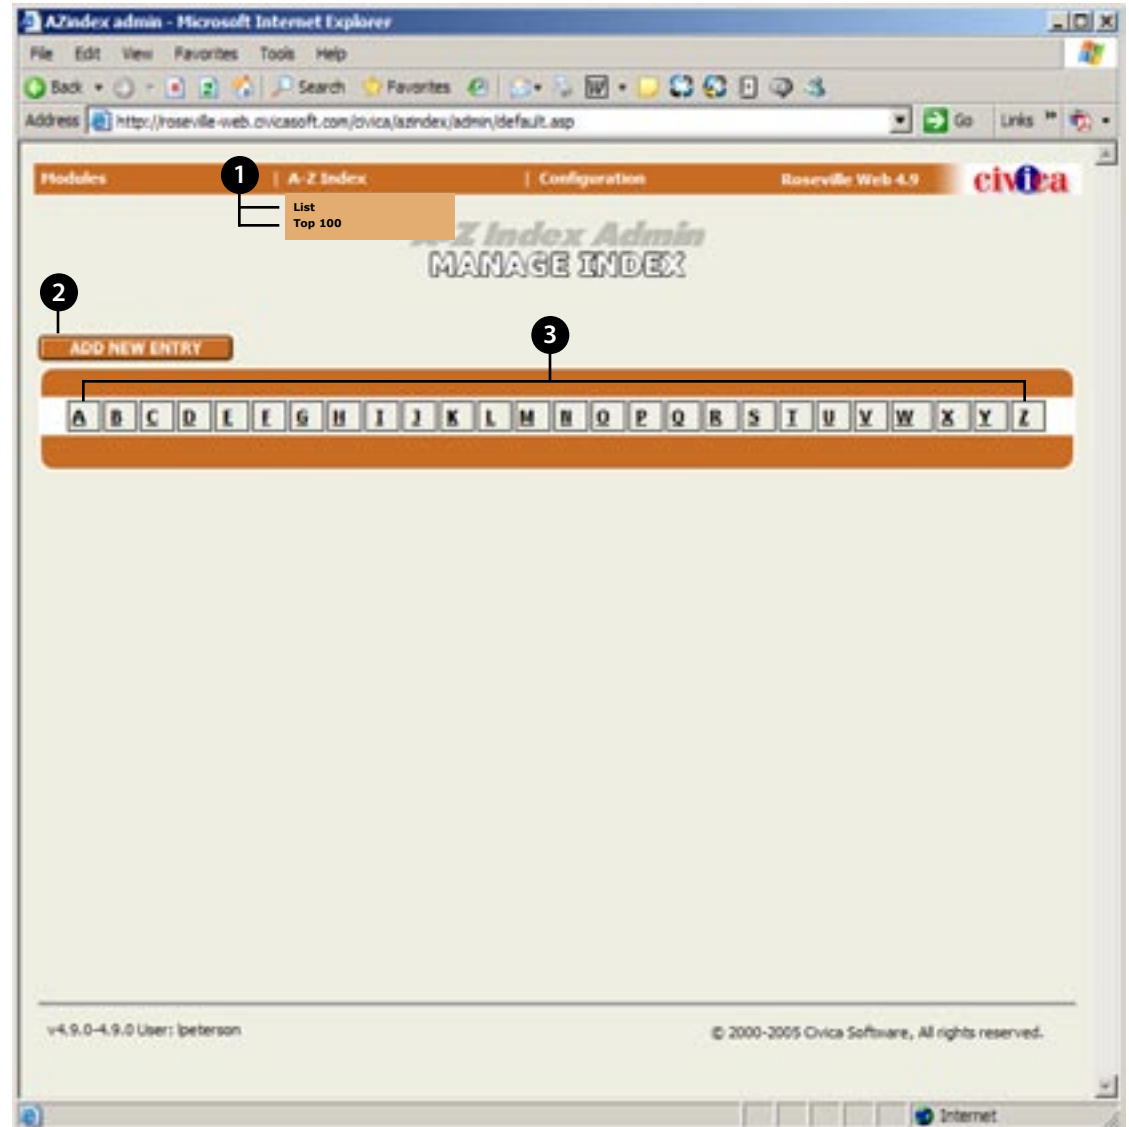 AZindex admin - Microsoft Internet Explorer
File Edit View Favorites Tools Help
Back Search Favorites
Address http://roseville-web.civicasoft.com/civica/azindex/admin/default.asp Go Links »
Modules 1 | A-Z Index | Configuration Roseville Web 4.9 civica
List
Top 100
A-Z Index Admin
MANAGE INDEX
2
3
ADD NEW ENTRY
A B C D E F G H I J K L M N O P Q R S T U V W X Y Z
v4.9.0-4.9.0 User: lpeterson © 2000-2005 Civica Software, All rights reserved.
Internet